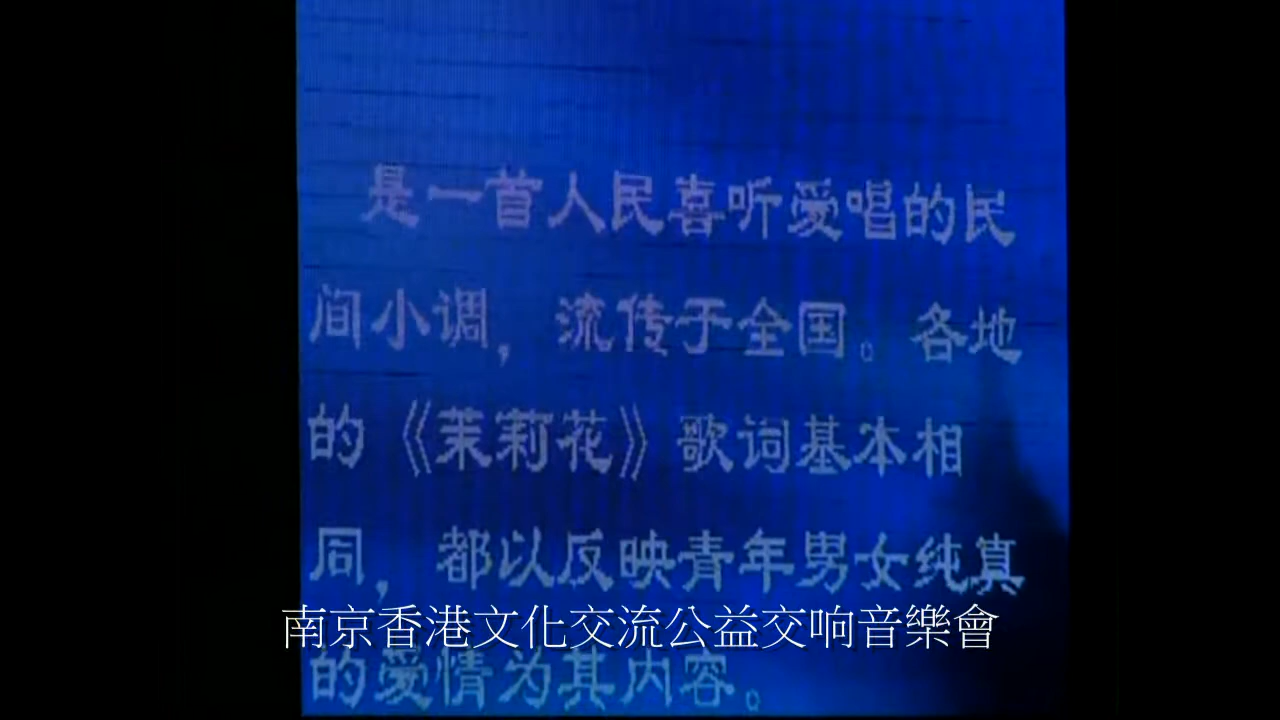 是一首人民喜听爱唱的民
间小调，流传于全国。各地
的《茉莉花》歌词基本相
同，都以反映青年男女纯真
南京香港文化交流公益交响音樂會
的爱情为其内容。